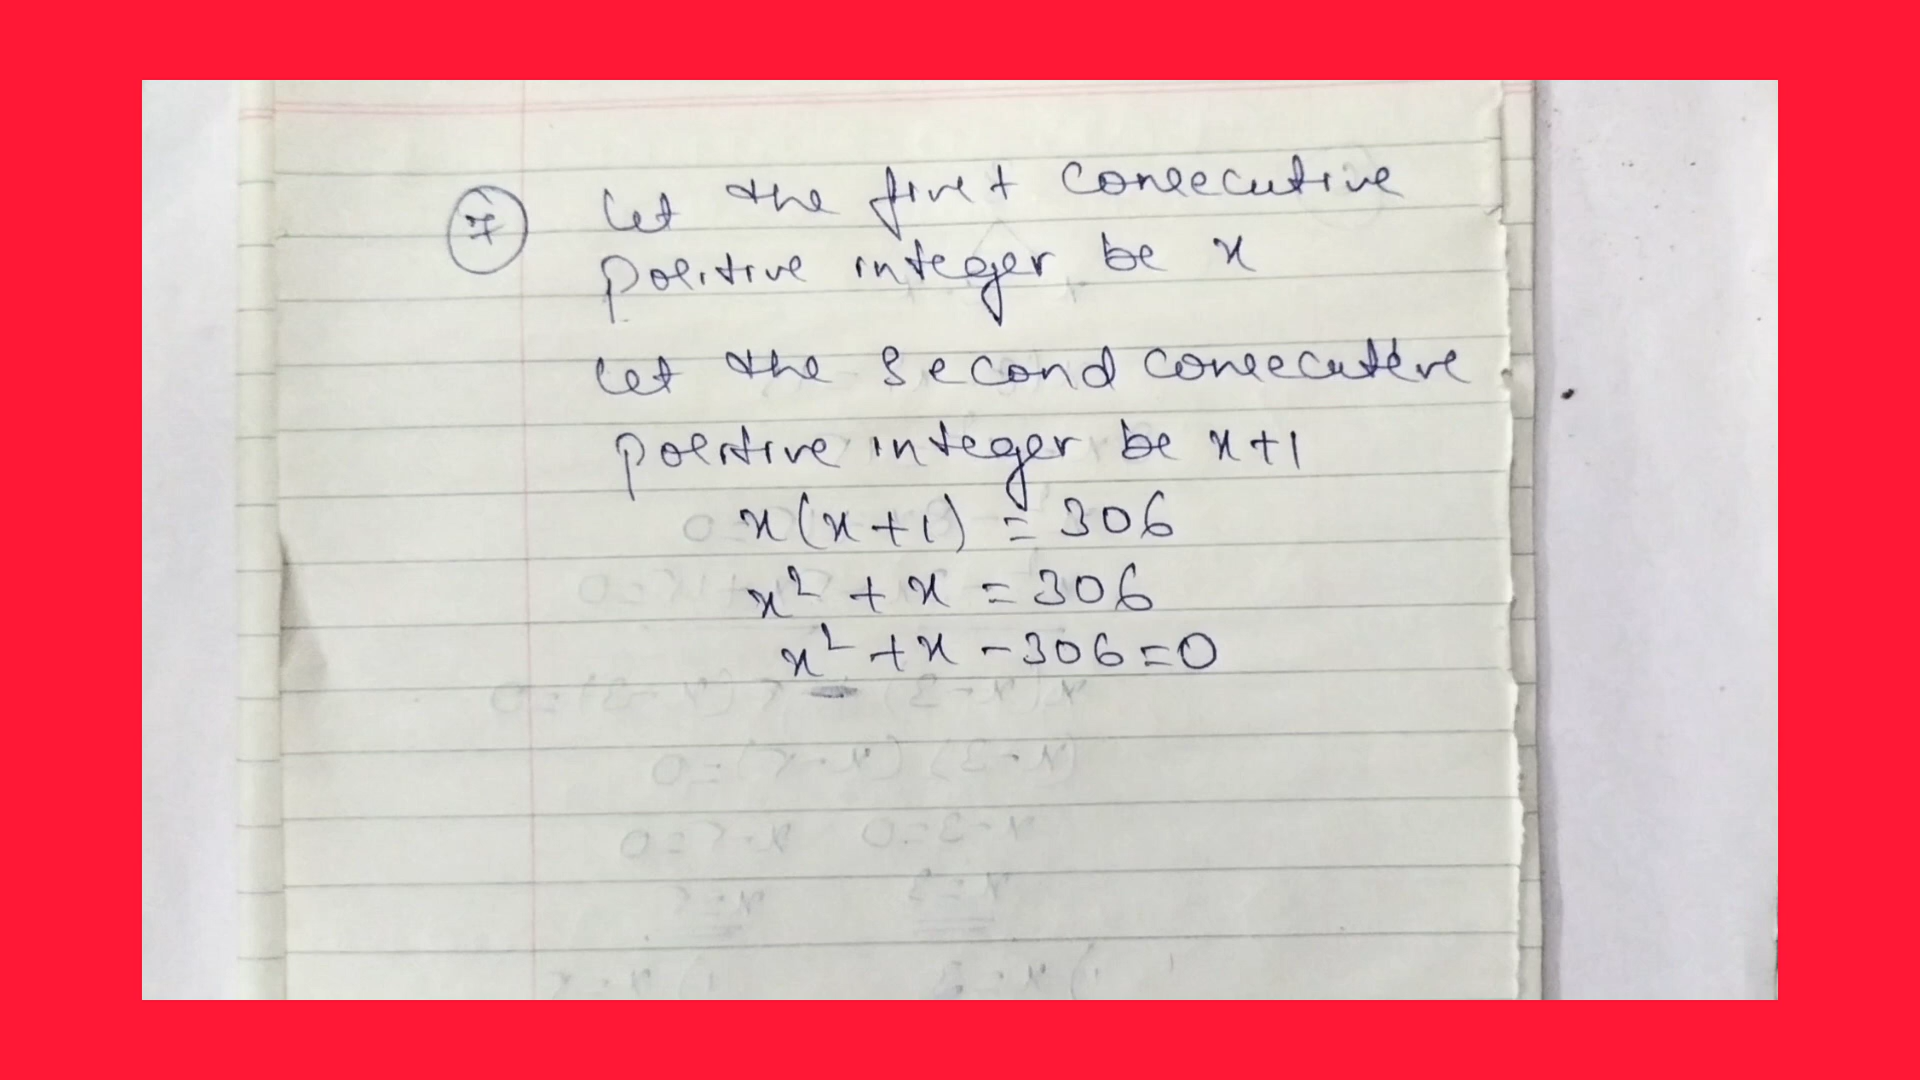 7 Let the first consecutive
positive integer be x
Let the second consecutive
positive integer be x+1
x(x+1) = 306
x² + x = 306
x² + x - 306 = 0